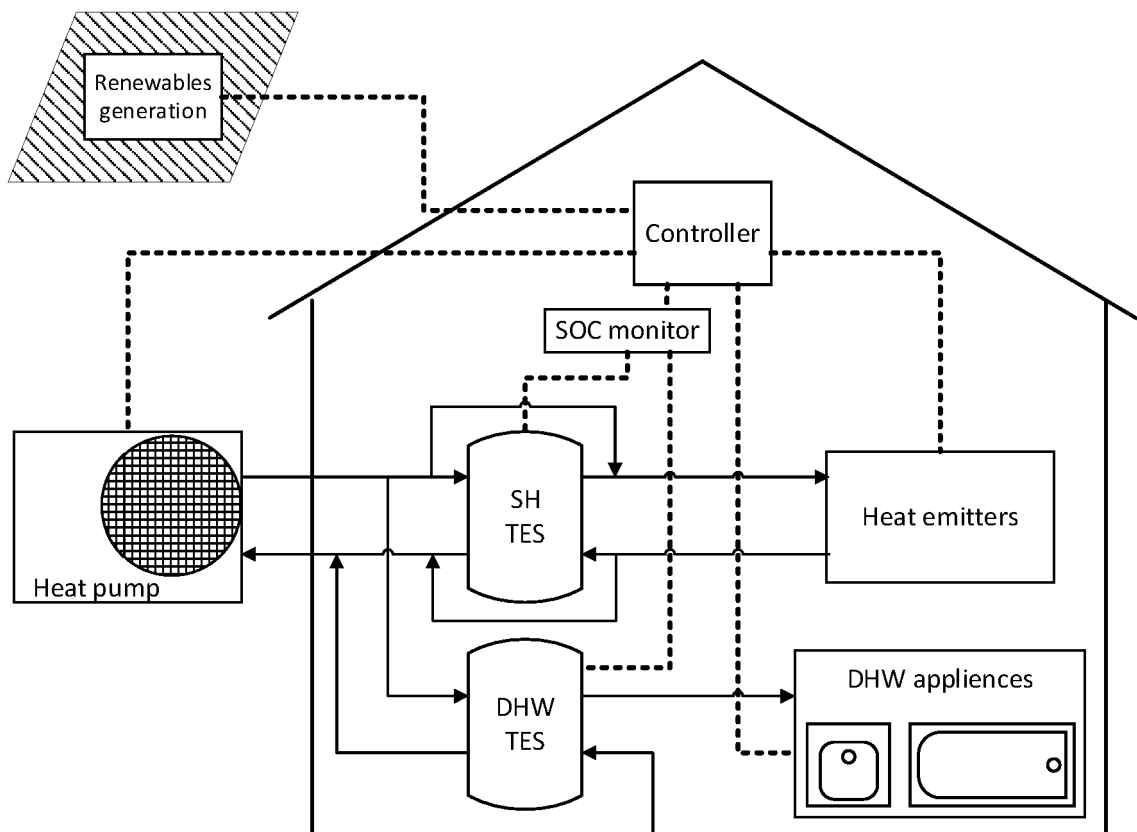 Renewables
generation
Controller
SOC monitor
SH
TES
Heat emitters
Heat pump
DHW
TES
DHW appliences